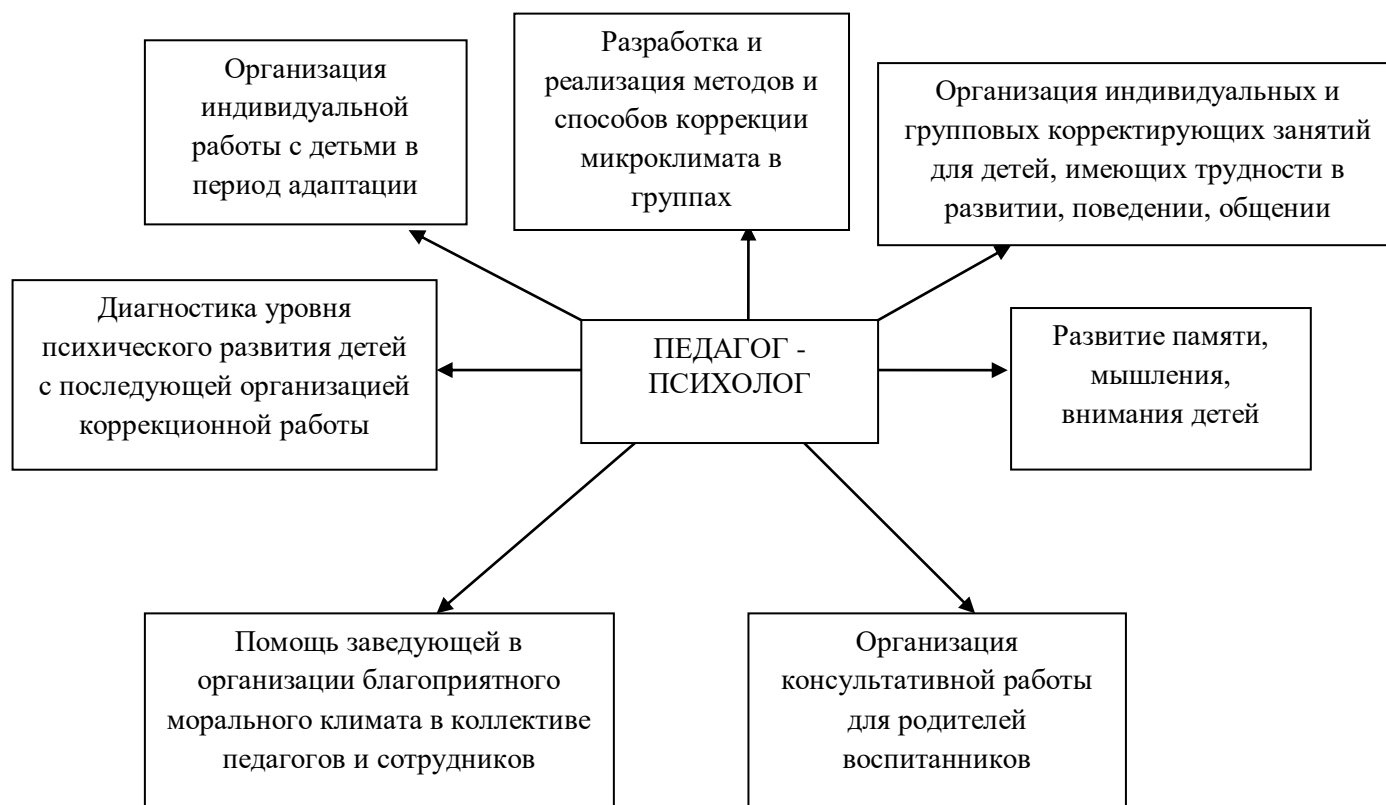 Организация
индивидуальной
работы с детьми в
период адаптации
Разработка и
реализация методов и
способов коррекции
микроклимата в
группах
Организация индивидуальных и
групповых корректирующих занятий
для детей, имеющих трудности в
развитии, поведении, общении
Диагностика уровня
психического развития детей
с последующей организацией
коррекционной работы
ПЕДАГОГ -
ПСИХОЛОГ
Развитие памяти,
мышления,
внимания детей
Помощь заведующей в
организации благоприятного
морального климата в коллективе
педагогов и сотрудников
Организация
консультативной работы
для родителей
воспитанников